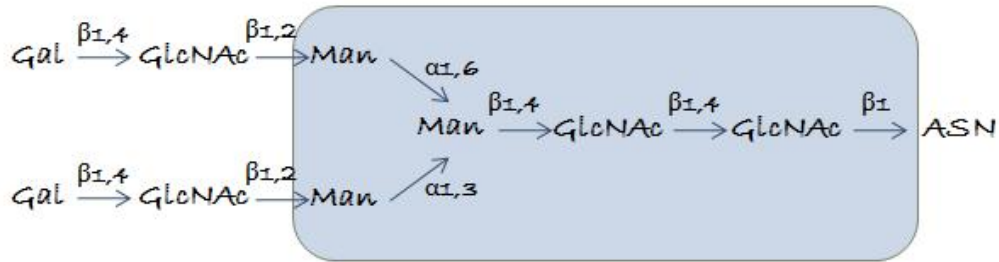 β1,4 β1,2
Gal GlcNAc Man
α1,6
β1,4 β1,4 β1
Man GlcNAc GlcNAc ASN
β1,4 β1,2
α1,3
Gal GlcNAc Man